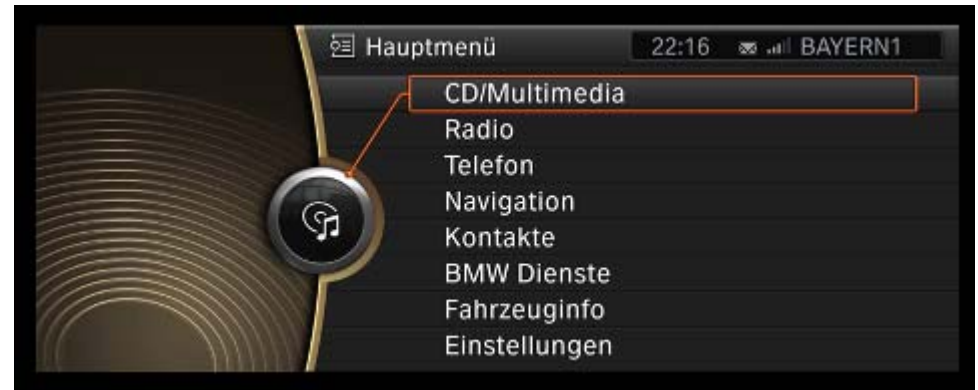 Hauptmenü 22:16 BAYERN1
CD/Multimedia
Radio
Telefon
Navigation
Kontakte
BMW Dienste
Fahrzeuginfo
Einstellungen